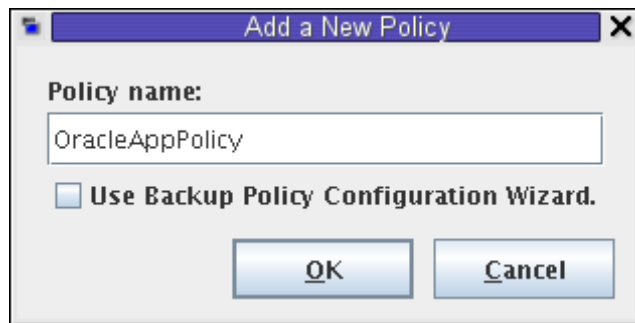 Add a New Policy
Policy name:
OracleAppPolicy
Use Backup Policy Configuration Wizard.
OK Cancel